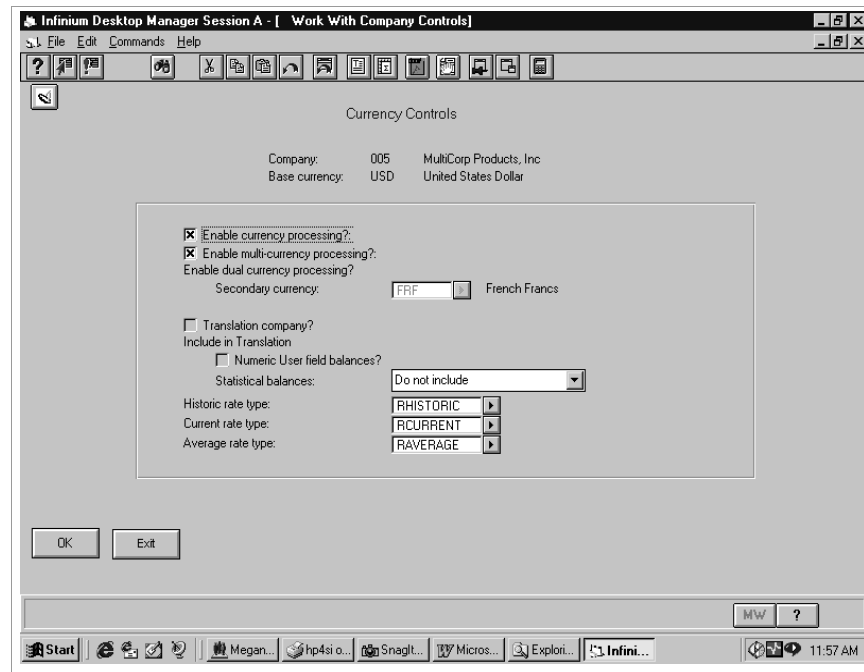 Infinium Desktop Manager Session A - [ Work With Company Controls]
File Edit Commands Help
Currency Controls
Company: 005 MultiCorp Products, Inc
Base currency: USD United States Dollar
Enable currency processing?:
Enable multi-currency processing?:
Enable dual currency processing?
Secondary currency: FRF French Francs
Translation company?
Include in Translation
Numeric User field balances?
Statistical balances: Do not include
Historic rate type: RHISTORIC
Current rate type: RCURRENT
Average rate type: RAVERAGE
OK Exit
MW ?
Start Megan... hp4si o... SnagIt... Micros... Explori... Infini... 11:57 AM